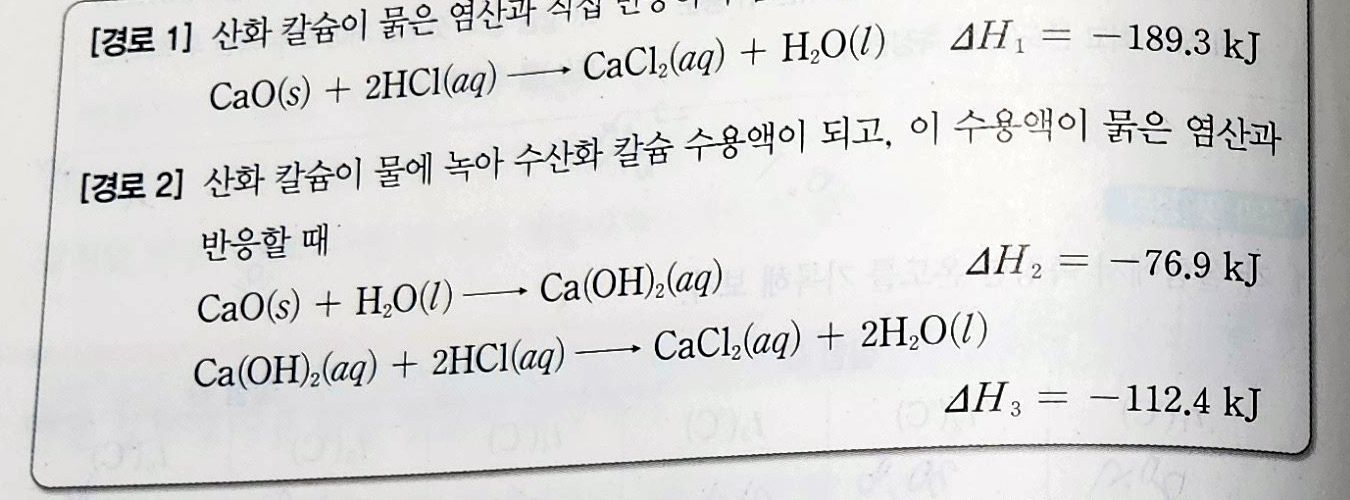 [경로 1] 산화 칼슘이 묽은 염산과 직접
CaO(s) + 2HCl(aq) ⟶ CaCl₂(aq) + H₂O(l) ΔH₁ = −189.3 kJ
[경로 2] 산화 칼슘이 물에 녹아 수산화 칼슘 수용액이 되고, 이 수용액이 묽은 염산과
반응할 때
CaO(s) + H₂O(l) ⟶ Ca(OH)₂(aq) ΔH₂ = −76.9 kJ
Ca(OH)₂(aq) + 2HCl(aq) ⟶ CaCl₂(aq) + 2H₂O(l)
ΔH₃ = −112.4 kJ